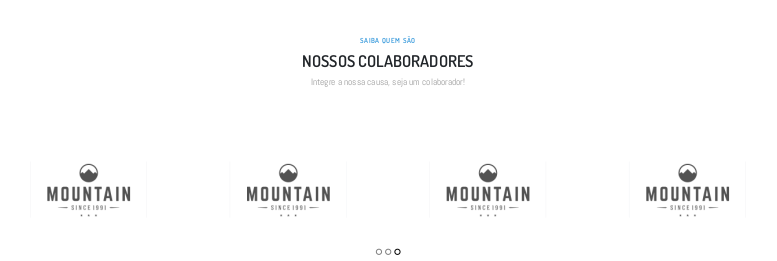 SAIBA QUEM SÃO
NOSSOS COLABORADORES
Integre a nossa causa, seja um colaborador!
MOUNTAIN
SINCE 1991
MOUNTAIN
SINCE 1991
MOUNTAIN
SINCE 1991
MOUNTAIN
SINCE 1991